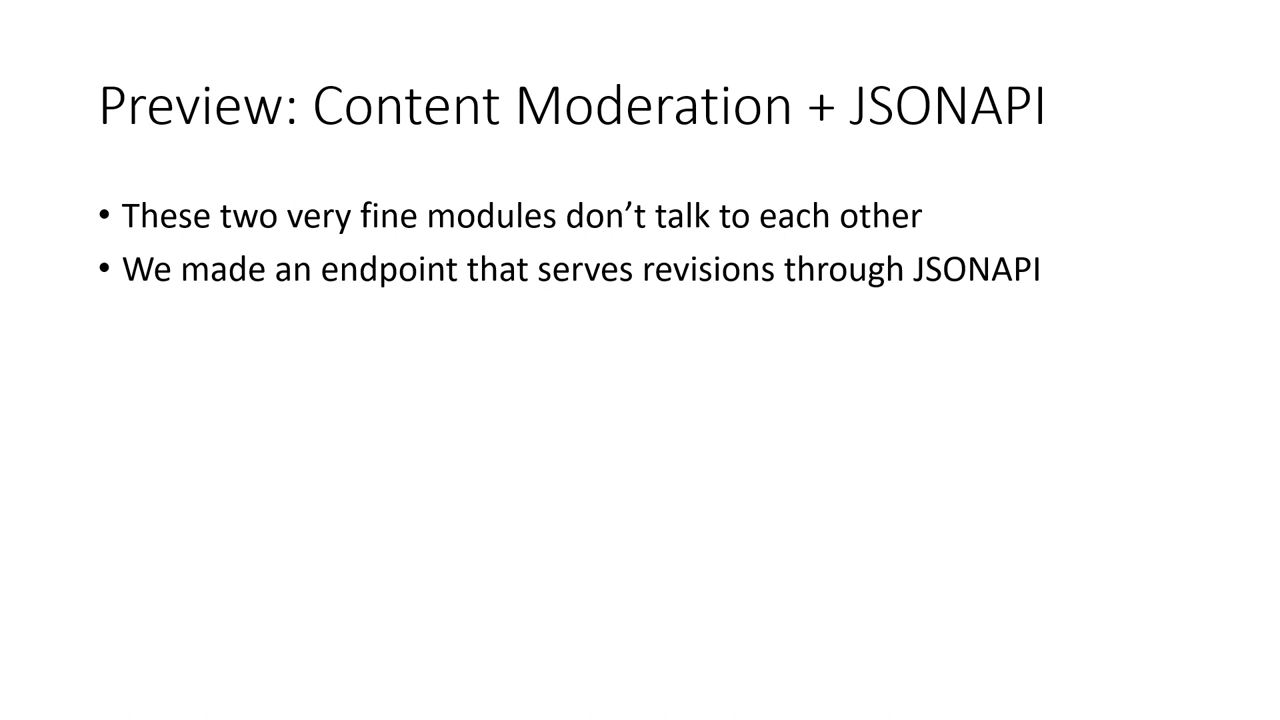 Preview: Content Moderation + JSONAPI
• These two very fine modules don’t talk to each other
• We made an endpoint that serves revisions through JSONAPI